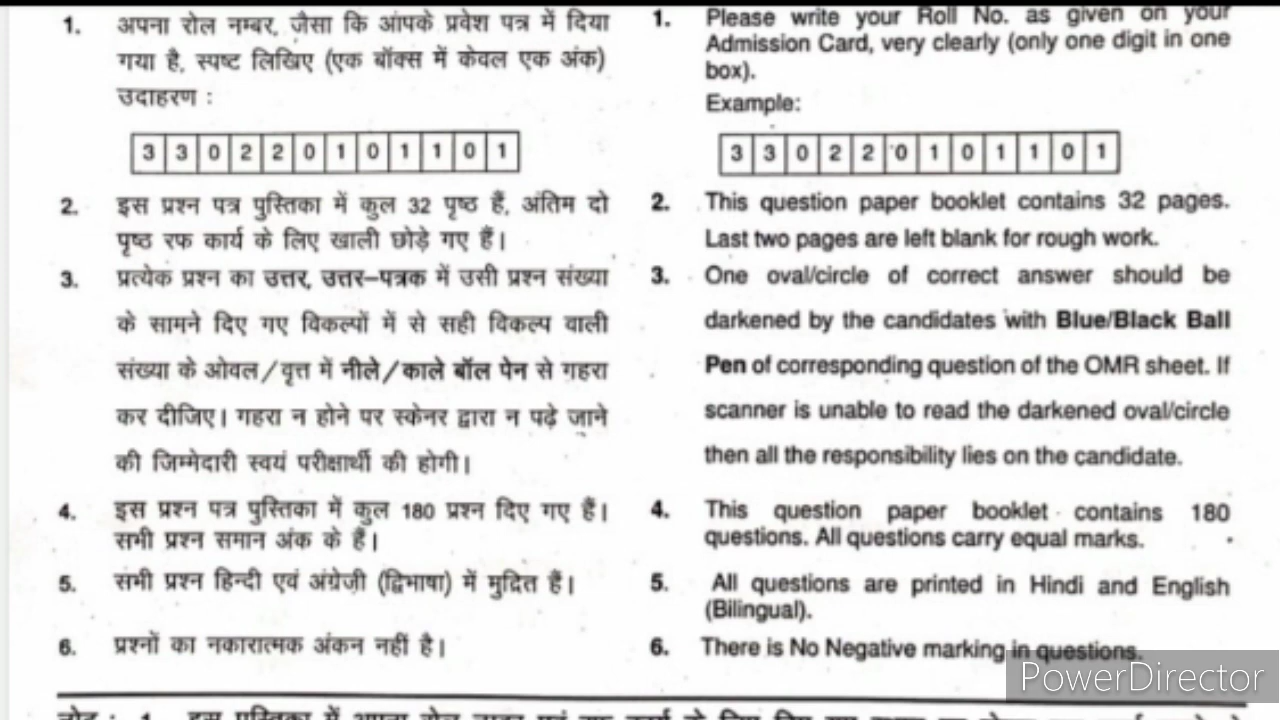 1. अपना रोल नम्बर, जैसा कि आपके प्रवेश पत्र में दिया
गया है, स्पष्ट लिखिए (एक बॉक्स में केवल एक अंक)
उदाहरण :
3 3 0 2 2 0 1 0 1 1 0 1
2. इस प्रश्न पत्र पुस्तिका में कुल 32 पृष्ठ हैं, अंतिम दो
पृष्ठ रफ कार्य के लिए खाली छोड़े गए हैं।
3. प्रत्येक प्रश्न का उत्तर, उत्तर–पत्रक में उसी प्रश्न संख्या
के सामने दिए गए विकल्पों में से सही विकल्प वाली
संख्या के ओवल/वृत्त में नीले/काले बॉल पेन से गहरा
कर दीजिए। गहरा न होने पर स्केनर द्वारा न पढ़े जाने
की जिम्मेदारी स्वयं परीक्षार्थी की होगी।
4. इस प्रश्न पत्र पुस्तिका में कुल 180 प्रश्न दिए गए हैं।
सभी प्रश्न समान अंक के हैं।
5. सभी प्रश्न हिन्दी एवं अंग्रेज़ी (द्विभाषा) में मुद्रित हैं।
6. प्रश्नों का नकारात्मक अंकन नहीं है।
1. Please write your Roll No. as given on your
Admission Card, very clearly (only one digit in one
box).
Example:
3 3 0 2 2 0 1 0 1 1 0 1
2. This question paper booklet contains 32 pages.
Last two pages are left blank for rough work.
3. One oval/circle of correct answer should be
darkened by the candidates with Blue/Black Ball
Pen of corresponding question of the OMR sheet. If
scanner is unable to read the darkened oval/circle
then all the responsibility lies on the candidate.
4. This question paper booklet contains 180
questions. All questions carry equal marks.
5. All questions are printed in Hindi and English
(Bilingual).
6. There is No Negative marking in questions.
PowerDirector